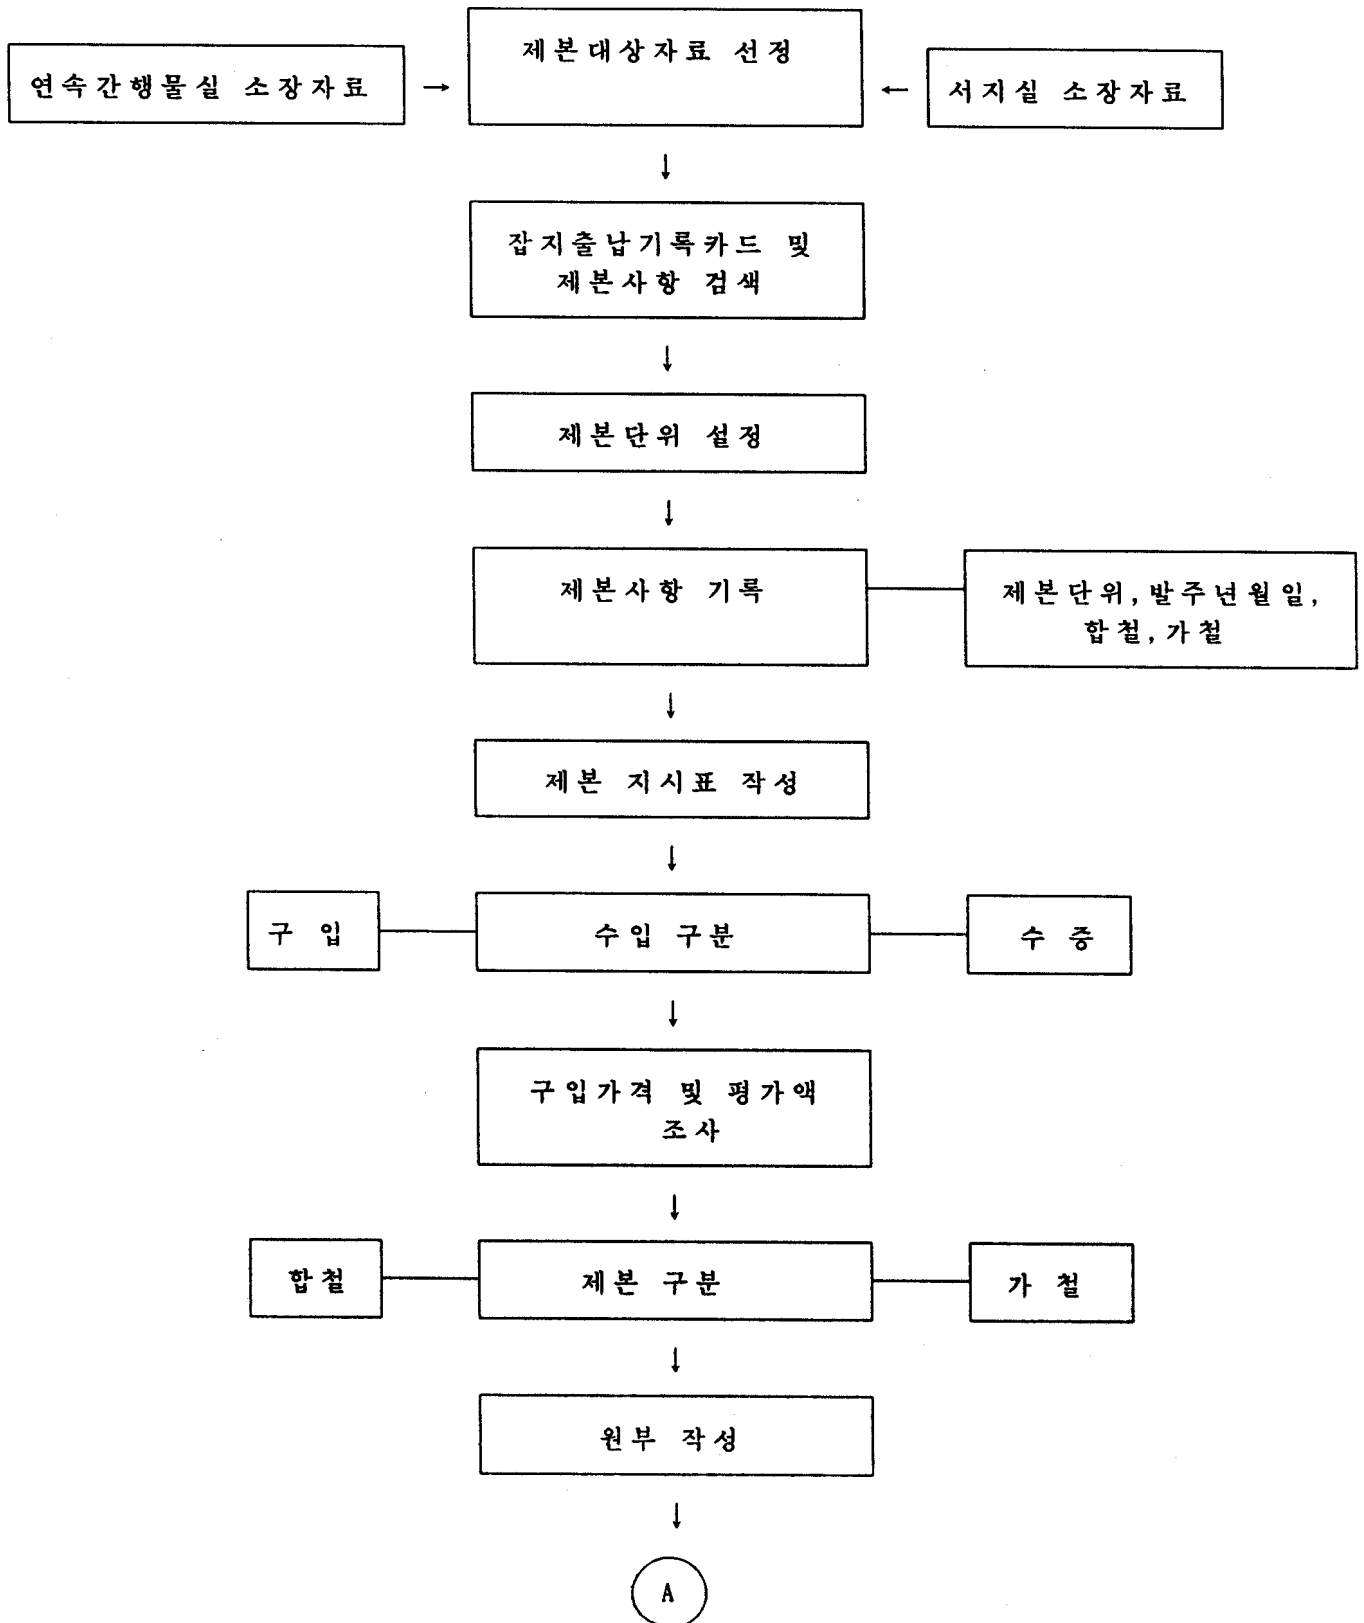 제본대상자료 선정
연속간행물실 소장자료
→
←
서지실 소장자료
↓
잡지출납기록카드 및
제본사항 검색
↓
제본단위 설정
↓
제본사항 기록
제본단위,발주년월일,
합철,가철
↓
제본 지시표 작성
↓
구 입
수입 구분
수 증
↓
구입가격 및 평가액
조사
↓
합철
제본 구분
가 철
↓
원부 작성
↓
A